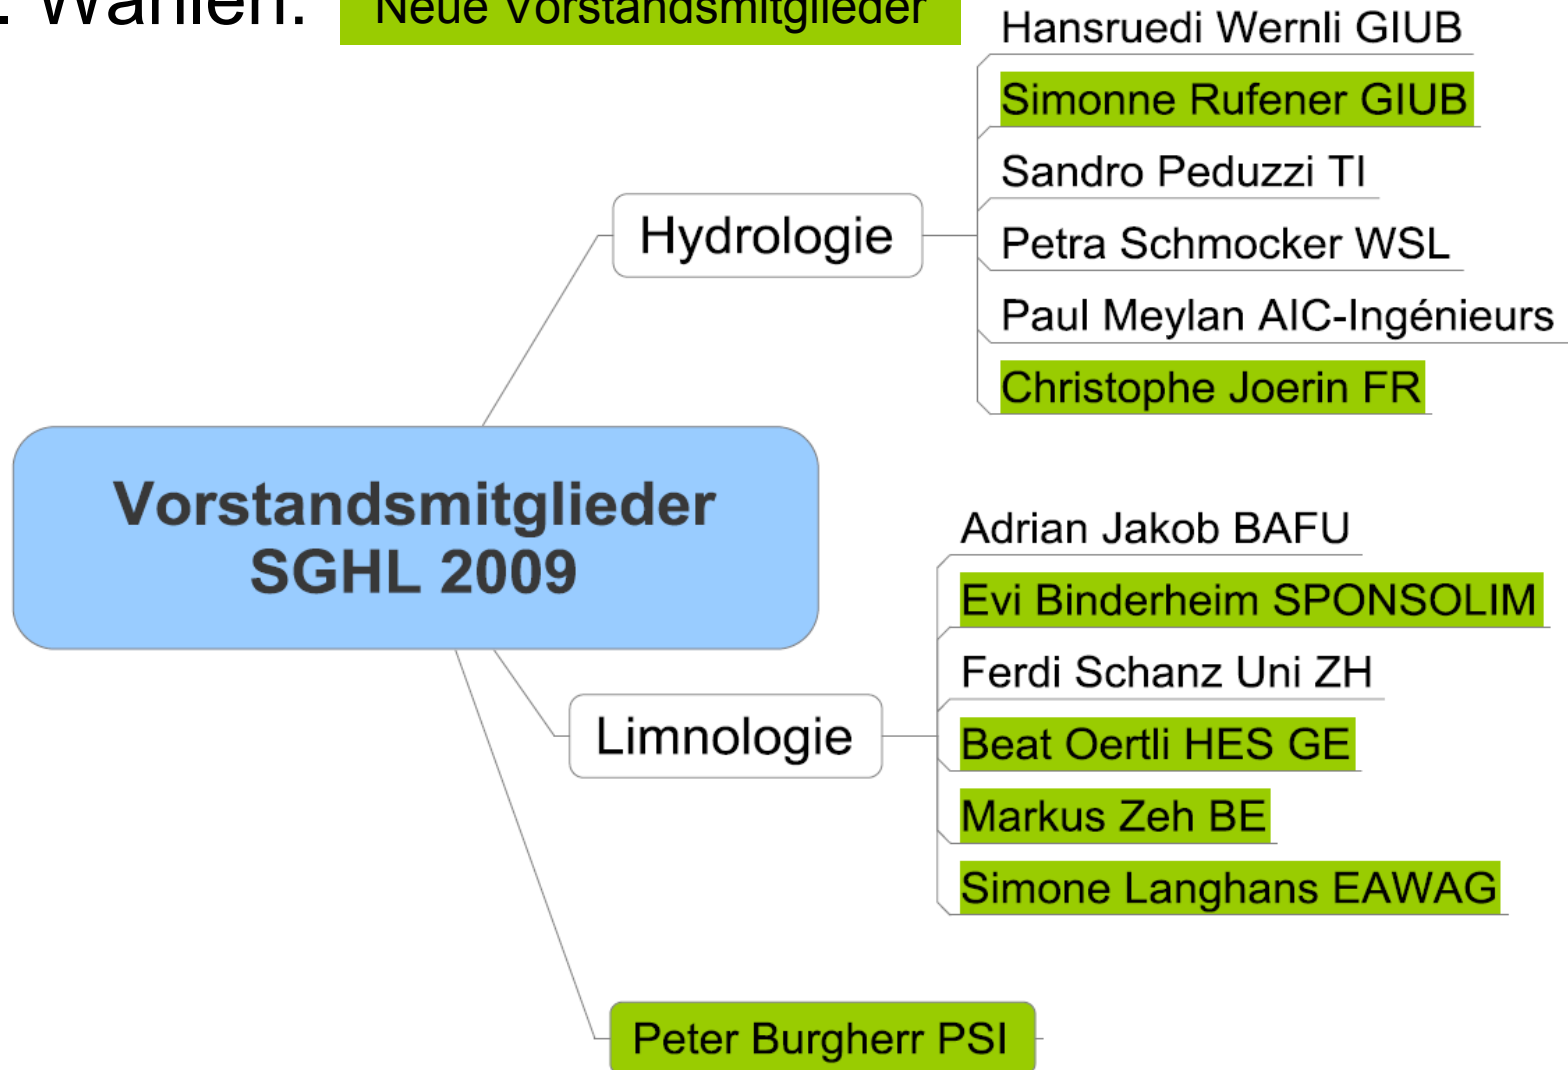 . Wahlen: Neue Vorstandsmitglieder
Hansruedi Wernli GIUB
Simonne Rufener GIUB
Sandro Peduzzi TI
Hydrologie
Petra Schmocker WSL
Paul Meylan AIC-Ingénieurs
Christophe Joerin FR
Vorstandsmitglieder
SGHL 2009
Adrian Jakob BAFU
Evi Binderheim SPONSOLIM
Ferdi Schanz Uni ZH
Limnologie
Beat Oertli HES GE
Markus Zeh BE
Simone Langhans EAWAG
Peter Burgherr PSI